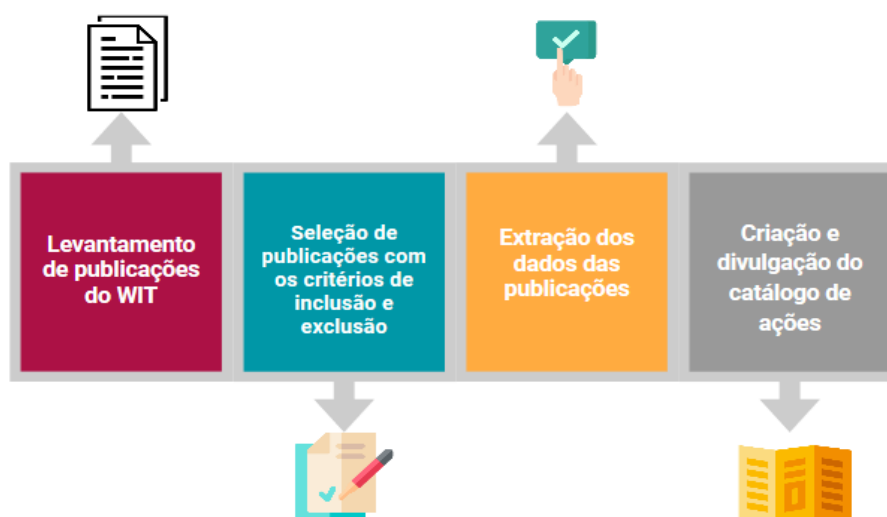 Levantamento
de publicações
do WIT
Seleção de
publicações com
os critérios de
inclusão e
exclusão
Extração dos
dados das
publicações
Criação e
divulgação do
catálogo de
ações